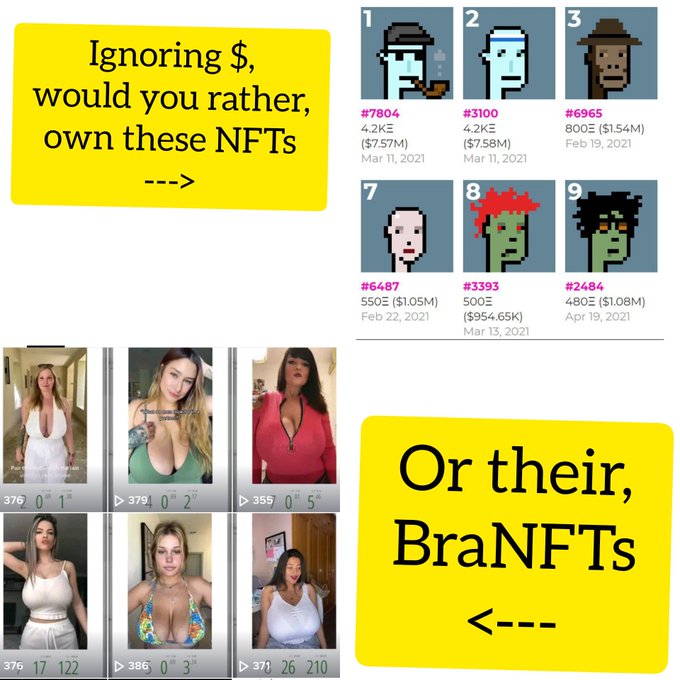 Ignoring $,
would you rather,
own these NFTs
--->
1
2
3
#7804
#3100
#6965
4.2KΞ
4.2KΞ
800Ξ ($1.54M)
($7.57M)
($7.58M)
Feb 19, 2021
Mar 11, 2021
Mar 11, 2021
7
8
9
#6487
#3393
#2484
550Ξ ($1.05M)
500Ξ
480Ξ ($1.08M)
Feb 22, 2021
($954.65K)
Apr 19, 2021
Mar 13, 2021
376
379
355
376
386
371
17 122
26 210
Or their,
BraNFTs
<---